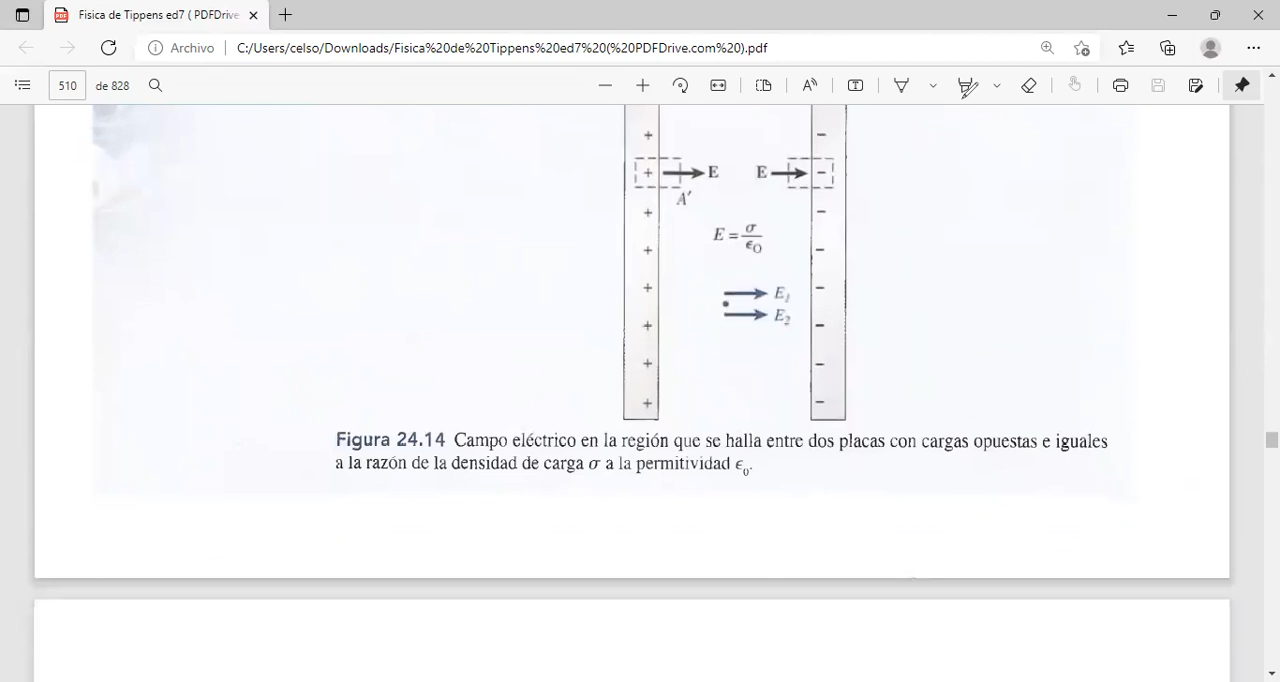 Fisica de Tippens ed7 ( PDFDrive
Archivo C:/Users/celso/Downloads/Fisica%20de%20Tippens%20ed7%20(%20PDFDrive.com%20).pdf
510 de 828
+ −
+ E E −
A′
+ −
E = σ/ϵ0
+ −
+ −
E1
E2
+ −
+ −
+ −
Figura 24.14 Campo eléctrico en la región que se halla entre dos placas con cargas opuestas e iguales
a la razón de la densidad de carga σ a la permitividad ϵ0.